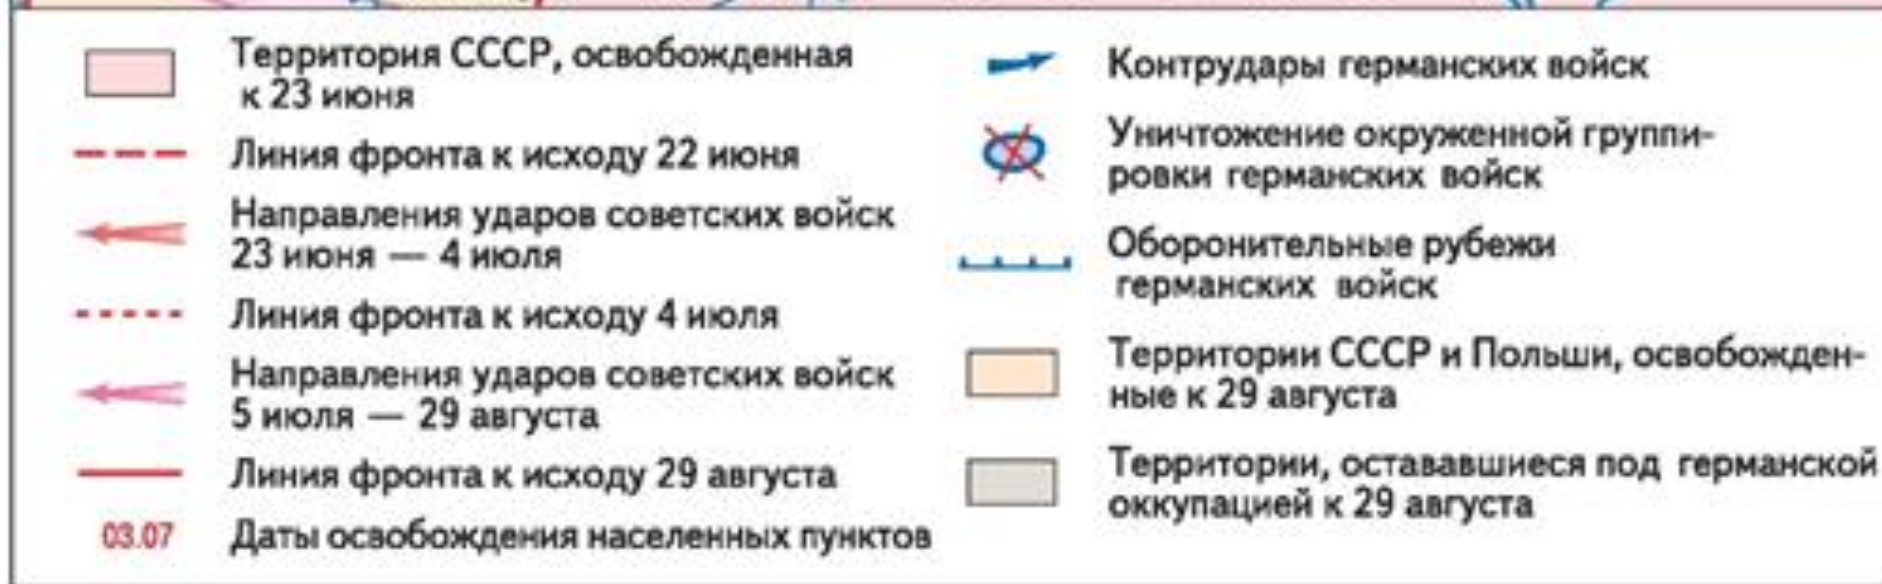 Территория СССР, освобожденная
к 23 июня
Линия фронта к исходу 22 июня
Направления ударов советских войск
23 июня — 4 июля
Линия фронта к исходу 4 июля
Направления ударов советских войск
5 июля — 29 августа
Линия фронта к исходу 29 августа
03.07 Даты освобождения населенных пунктов
Контрудары германских войск
Уничтожение окруженной группи-
ровки германских войск
Оборонительные рубежи
германских войск
Территории СССР и Польши, освобожден-
ные к 29 августа
Территории, остававшиеся под германской
оккупацией к 29 августа